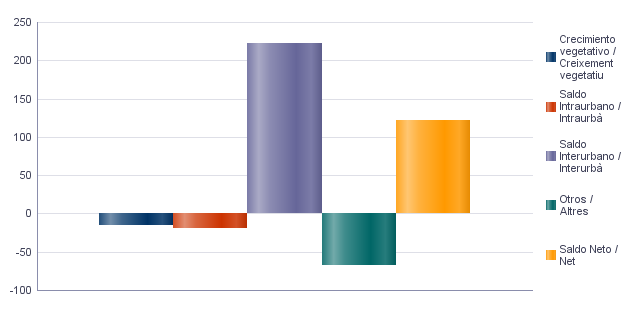 250
200
150
100
50
0
-50
-100
Crecimiento
vegetativo /
Creixement
vegetatiu
Saldo
Intraurbano /
Intraurbà
Saldo
Interurbano /
Interurbà
Otros /
Altres
Saldo Neto /
Net